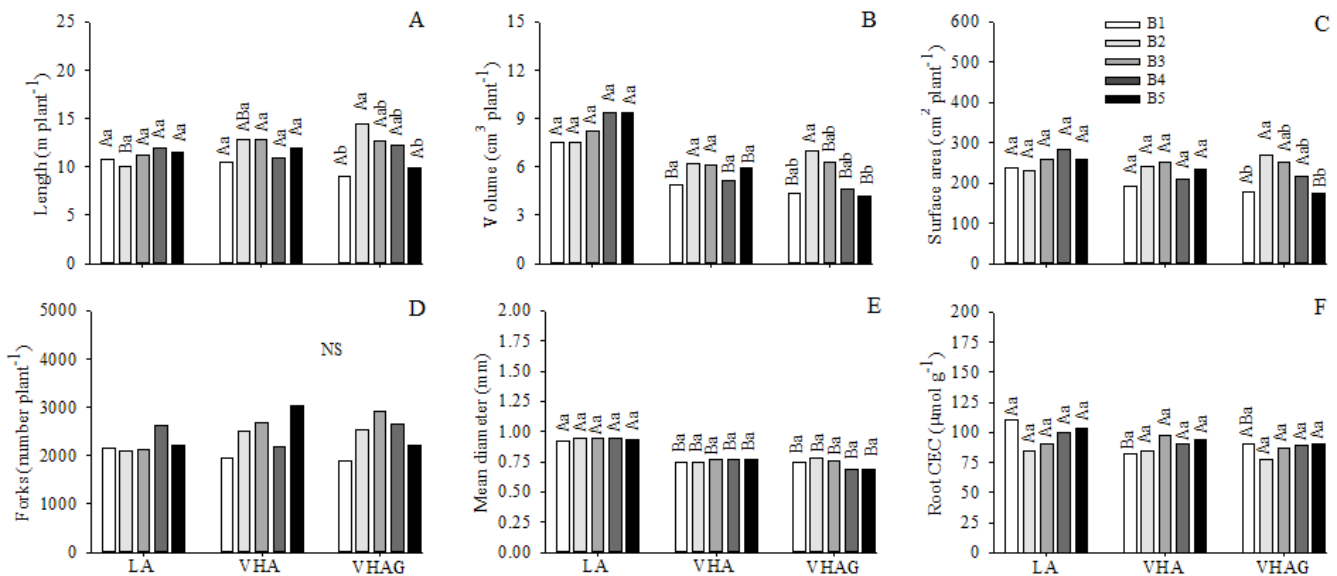 A
Length (m plant-1)
25
20
15
10
5
0
Aa Ba Aa Aa Aa
Aa ABa Aa Aa Aa
Ab Aa Aab Aab Ab
B
Volume (cm3 plant-1)
15
12
9
6
3
0
Aa Aa Aa Aa Aa
Ba Aa Aa Ba Ba
Bab Aa Bab Bab Bb
C
Surface area (cm2 plant-1)
600
500
400
300
200
100
0
B1
B2
B3
B4
B5
Aa Aa Aa Aa Aa
Aa Aa Aa Aa Aa
Ab Aa Aab Aab Bb
D
Forks (number plant-1)
5000
4000
3000
2000
1000
0
NS
LA VHA VHAG
E
Mean diameter (mm)
2.00
1.75
1.50
1.25
1.00
0.75
0.50
0.25
0.00
Aa Aa Aa Aa Aa
Ba Ba Ba Ba Ba
Ba Ba Ba Ba Ba
LA VHA VHAG
F
Root CEC (µmol g-1)
200
175
150
125
100
75
50
25
0
Aa Aa Aa Aa Aa
Ba Aa Aa Aa Aa
ABa Aa Aa Aa Aa
LA VHA VHAG